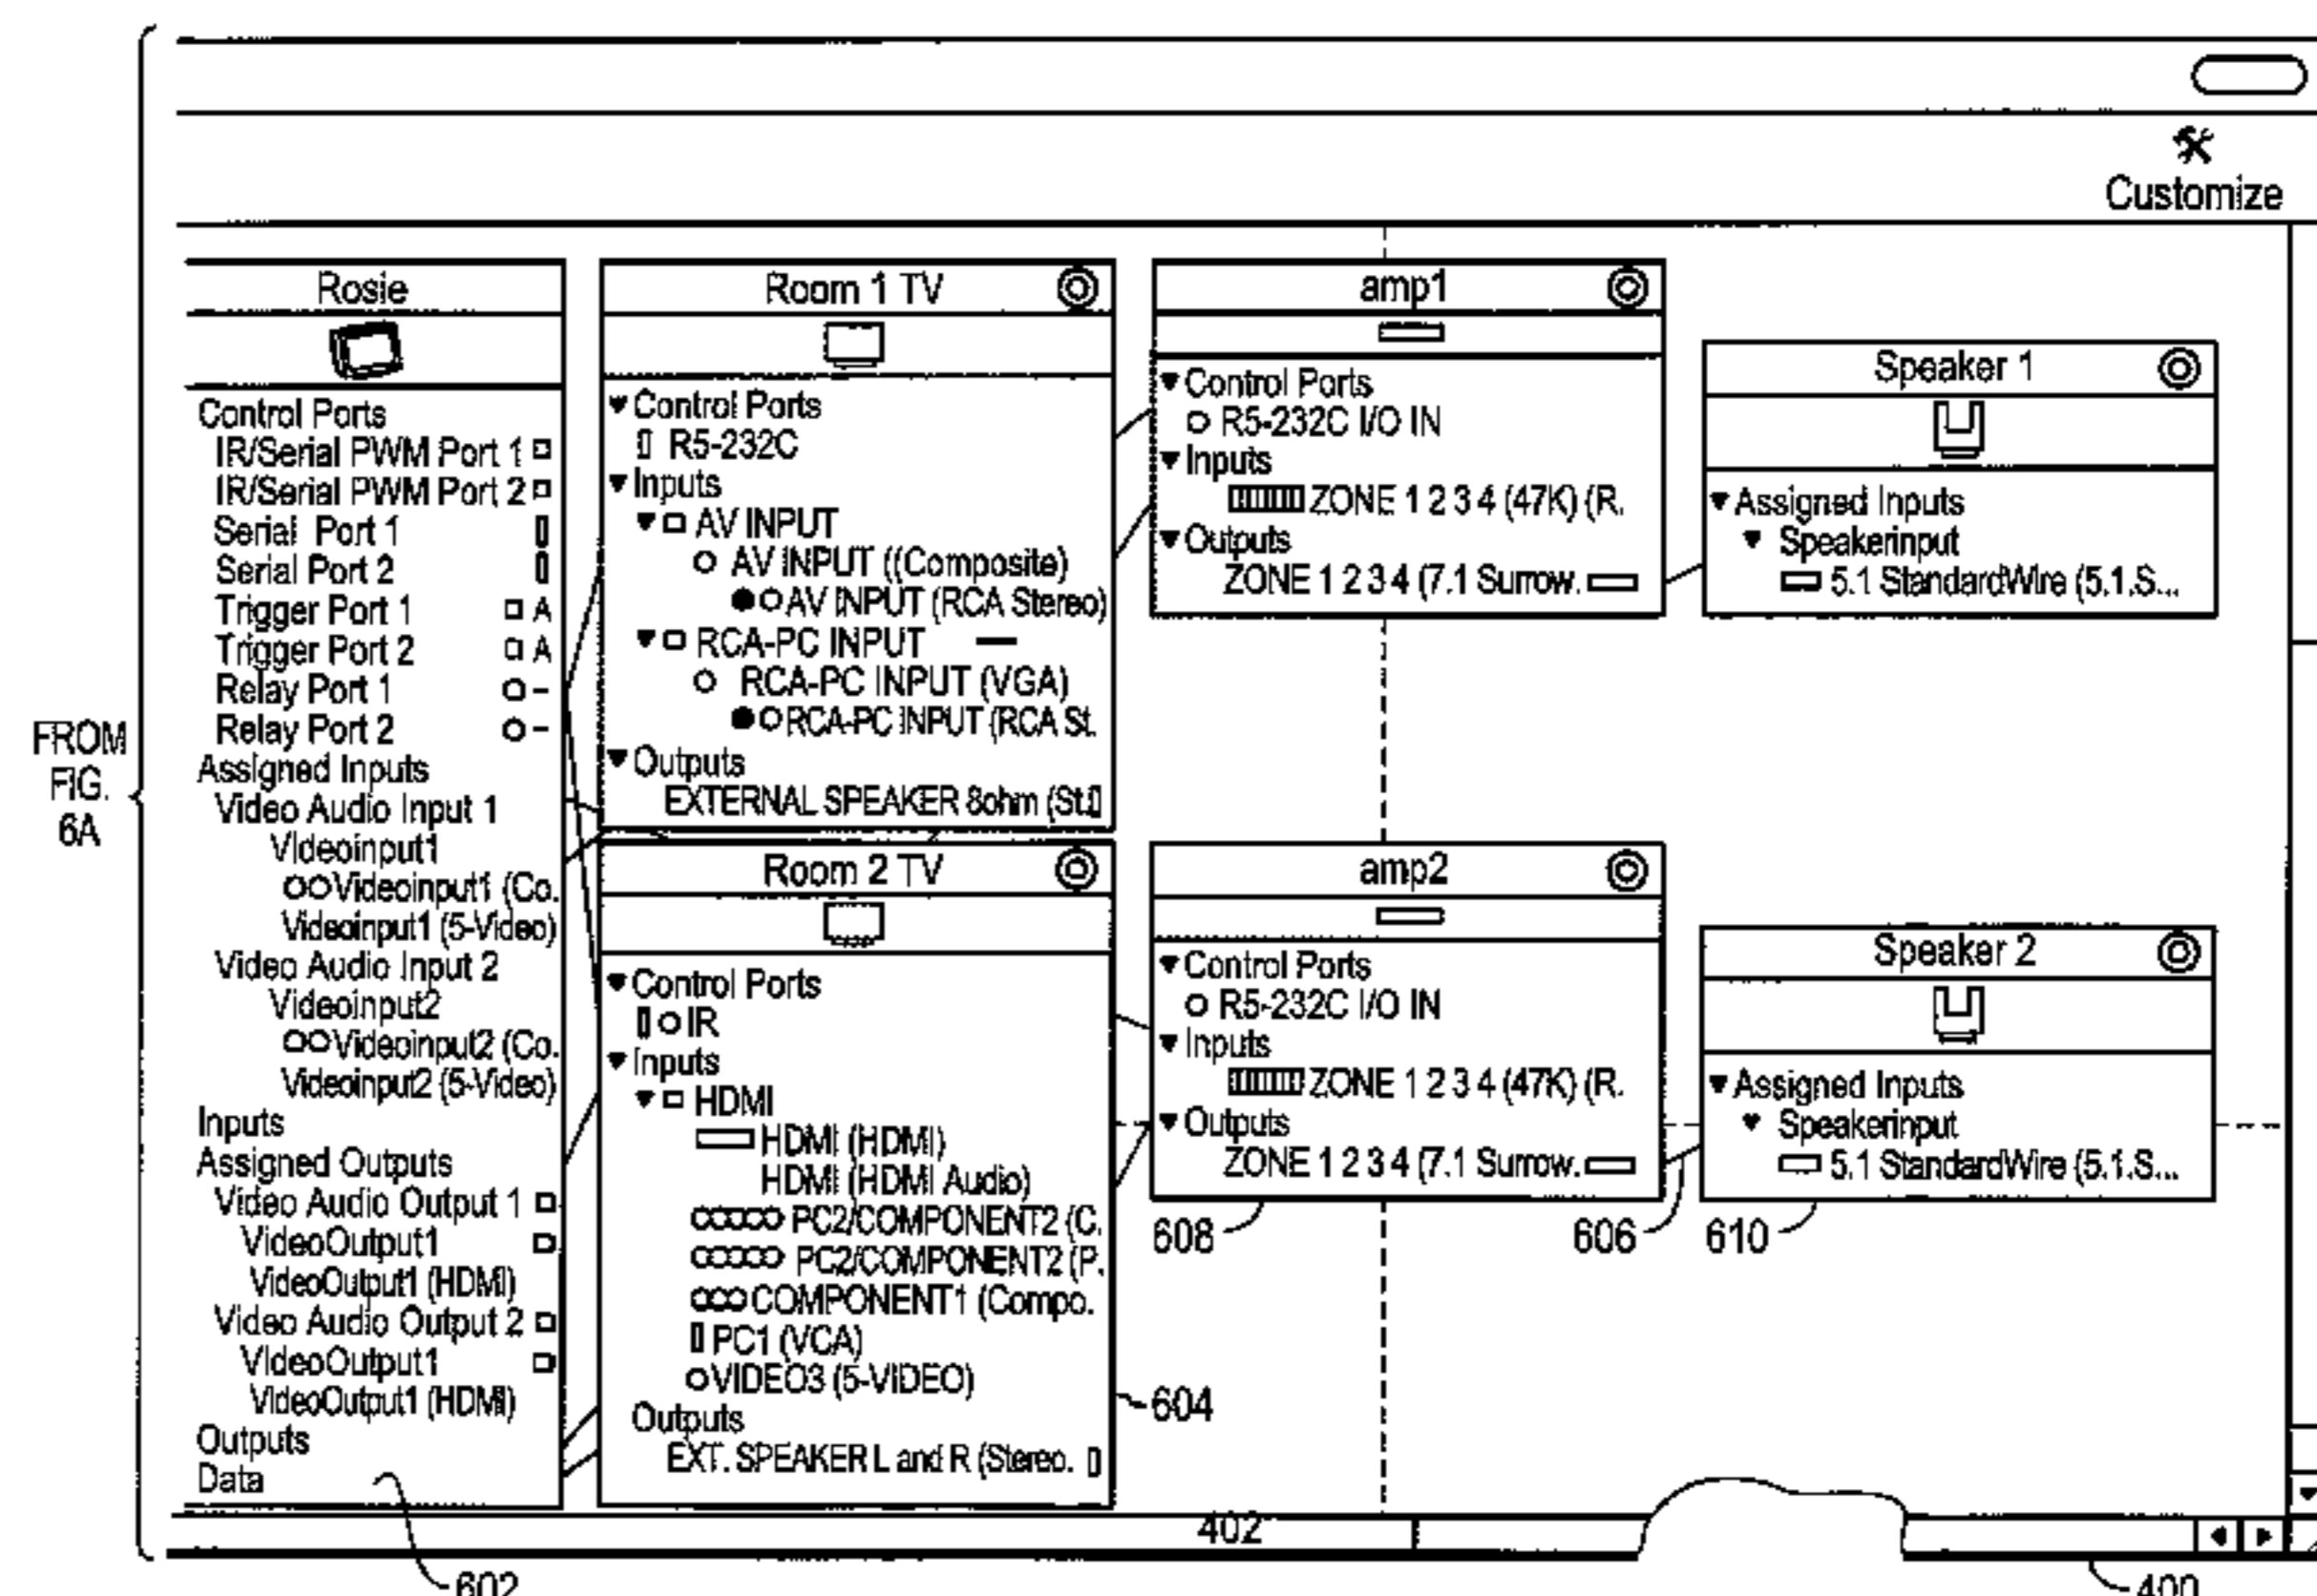 Customize
FROM
FIG.
6A
Rosie
Control Ports
IR/Serial PWM Port 1
IR/Serial PWM Port 2
Serial Port 1
Serial Port 2
Trigger Port 1 A
Trigger Port 2 A
Relay Port 1 -
Relay Port 2 -
Assigned Inputs
Video Audio Input 1
Videoinput1
Videoinput1 (Co.
Videoinput1 (5-Video)
Video Audio Input 2
Videoinput2
Videoinput2 (Co.
Videoinput2 (5-Video)
Inputs
Assigned Outputs
Video Audio Output 1
VideoOutput1
VideoOutput1 (HDMI)
Video Audio Output 2
VideoOutput1
VideoOutput1 (HDMI)
Outputs
Data
602
Room 1 TV
Control Ports
R5-232C
Inputs
AV INPUT
AV INPUT ((Composite)
AV INPUT (RCA Stereo)
RCA-PC INPUT
RCA-PC INPUT (VGA)
RCA-PC INPUT (RCA St.
Outputs
EXTERNAL SPEAKER 8ohm (St.
Room 2 TV
Control Ports
IR
Inputs
HDMI
HDMI (HDMI)
HDMI (HDMI Audio)
PC2/COMPONENT2 (C.
PC2/COMPONENT2 (P.
COMPONENT1 (Compo.
PC1 (VCA)
VIDEO3 (5-VIDEO)
Outputs
EXT. SPEAKER L and R (Stereo.
604
amp1
Control Ports
R5-232C I/O IN
Inputs
ZONE 1 2 3 4 (47K) (R.
Outputs
ZONE 1 2 3 4 (7.1 Surrow.
Speaker 1
Assigned Inputs
Speakerinput
5.1 StandardWire (5.1.S...
amp2
Control Ports
R5-232C I/O IN
Inputs
ZONE 1 2 3 4 (47K) (R.
Outputs
ZONE 1 2 3 4 (7.1 Surrow.
608
606
Speaker 2
Assigned Inputs
Speakerinput
5.1 StandardWire (5.1.S...
610
402
400